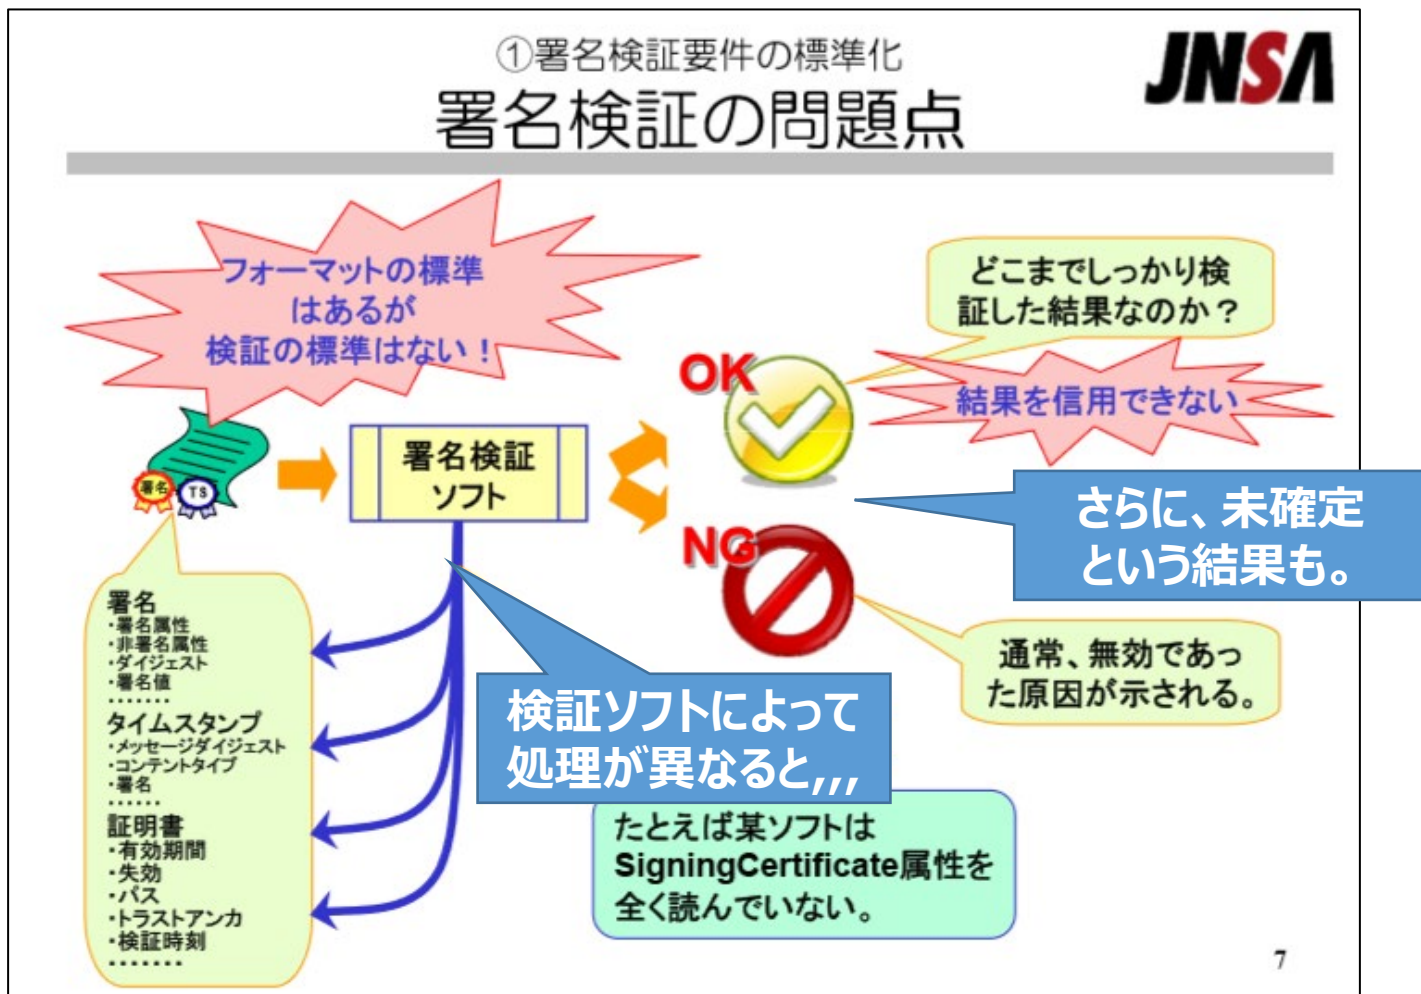 ①署名検証要件の標準化
JNSA
署名検証の問題点
フォーマットの標準
はあるが
検証の標準はない！
どこまでしっかり検
証した結果なのか？
OK
結果を信用できない
署名
TS
署名検証
ソフト
さらに、未確定
という結果も。
NG
通常、無効であっ
た原因が示される。
署名
・署名属性
・非署名属性
・ダイジェスト
・署名値
・・・・・・・
タイムスタンプ
・メッセージダイジェスト
・コンテントタイプ
・署名
・・・・・・
証明書
・有効期間
・失効
・パス
・トラストアンカ
・検証時刻
・・・・・・・
検証ソフトによって
処理が異なると,,,
たとえば某ソフトは
SigningCertificate属性を
全く読んでいない。
7